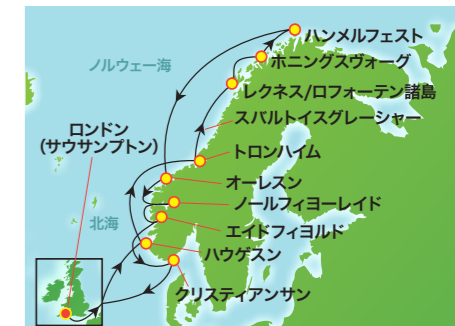 ハンメルフェスト
ホニングスヴォーグ
ノルウェー海
レクネス/ロフォーテン諸島
スバルトイスグレーシャー
ロンドン
(サウサンプトン)
トロンハイム
オーレスン
ノールフィヨーレイド
北海
エイドフィヨルド
ハウゲスン
クリスティアンサン